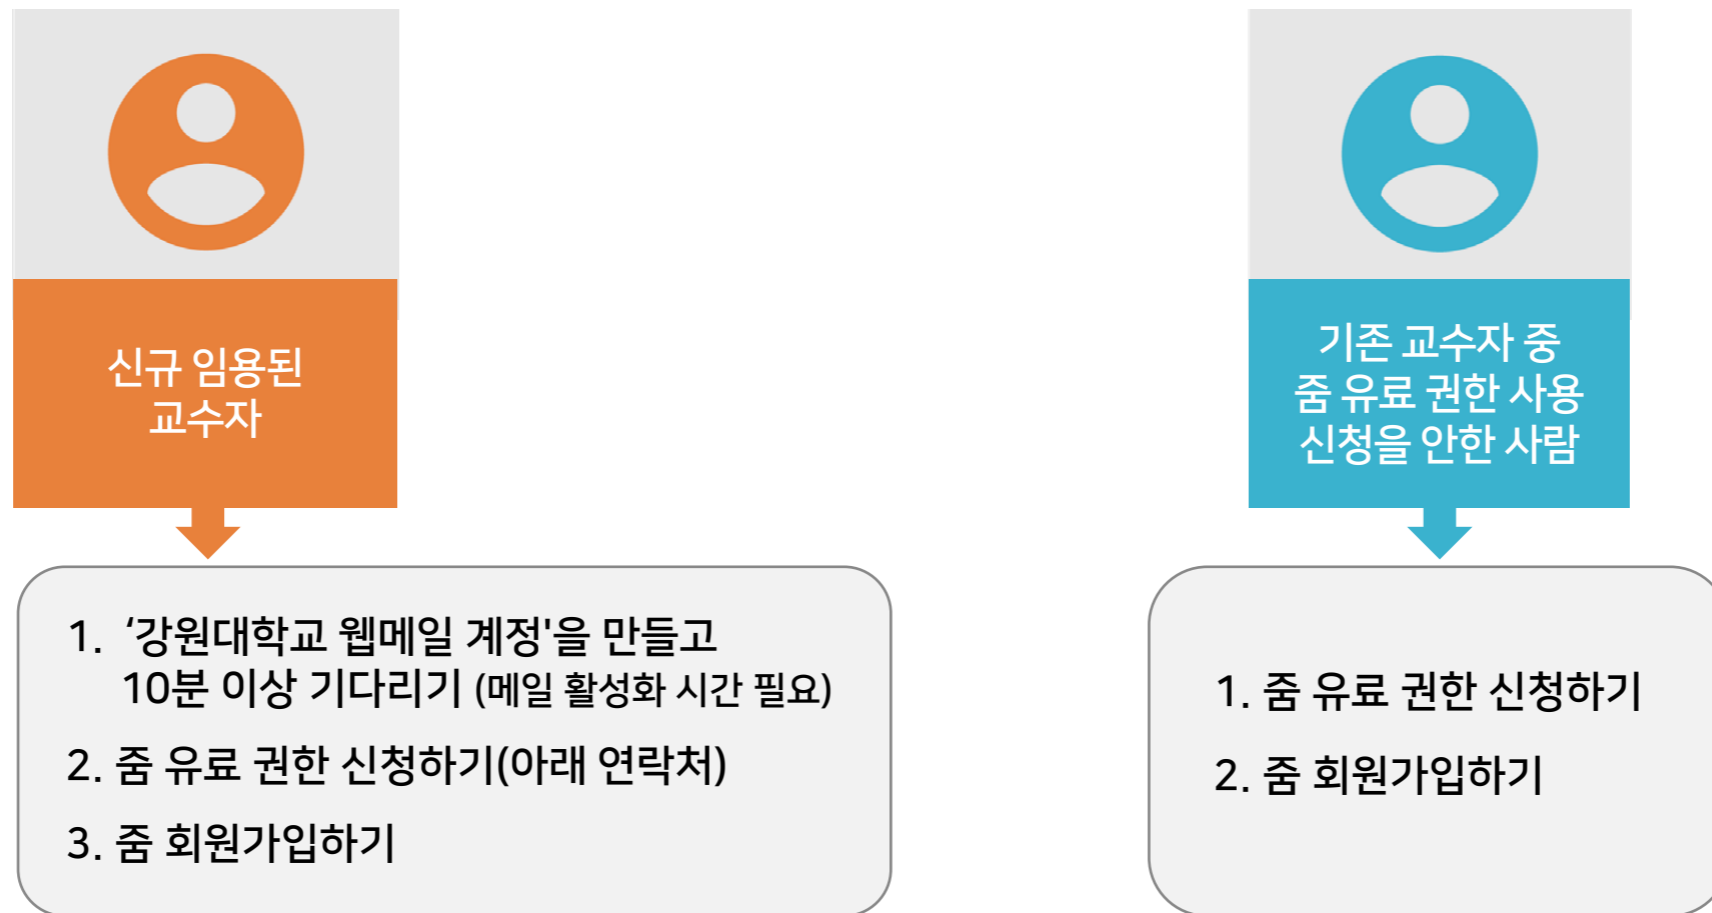 신규 임용된
교수자
1. ‘강원대학교 웹메일 계정'을 만들고
10분 이상 기다리기 (메일 활성화 시간 필요)
2. 줌 유료 권한 신청하기(아래 연락처)
3. 줌 회원가입하기
기존 교수자 중
줌 유료 권한 사용
신청을 안한 사람
1. 줌 유료 권한 신청하기
2. 줌 회원가입하기